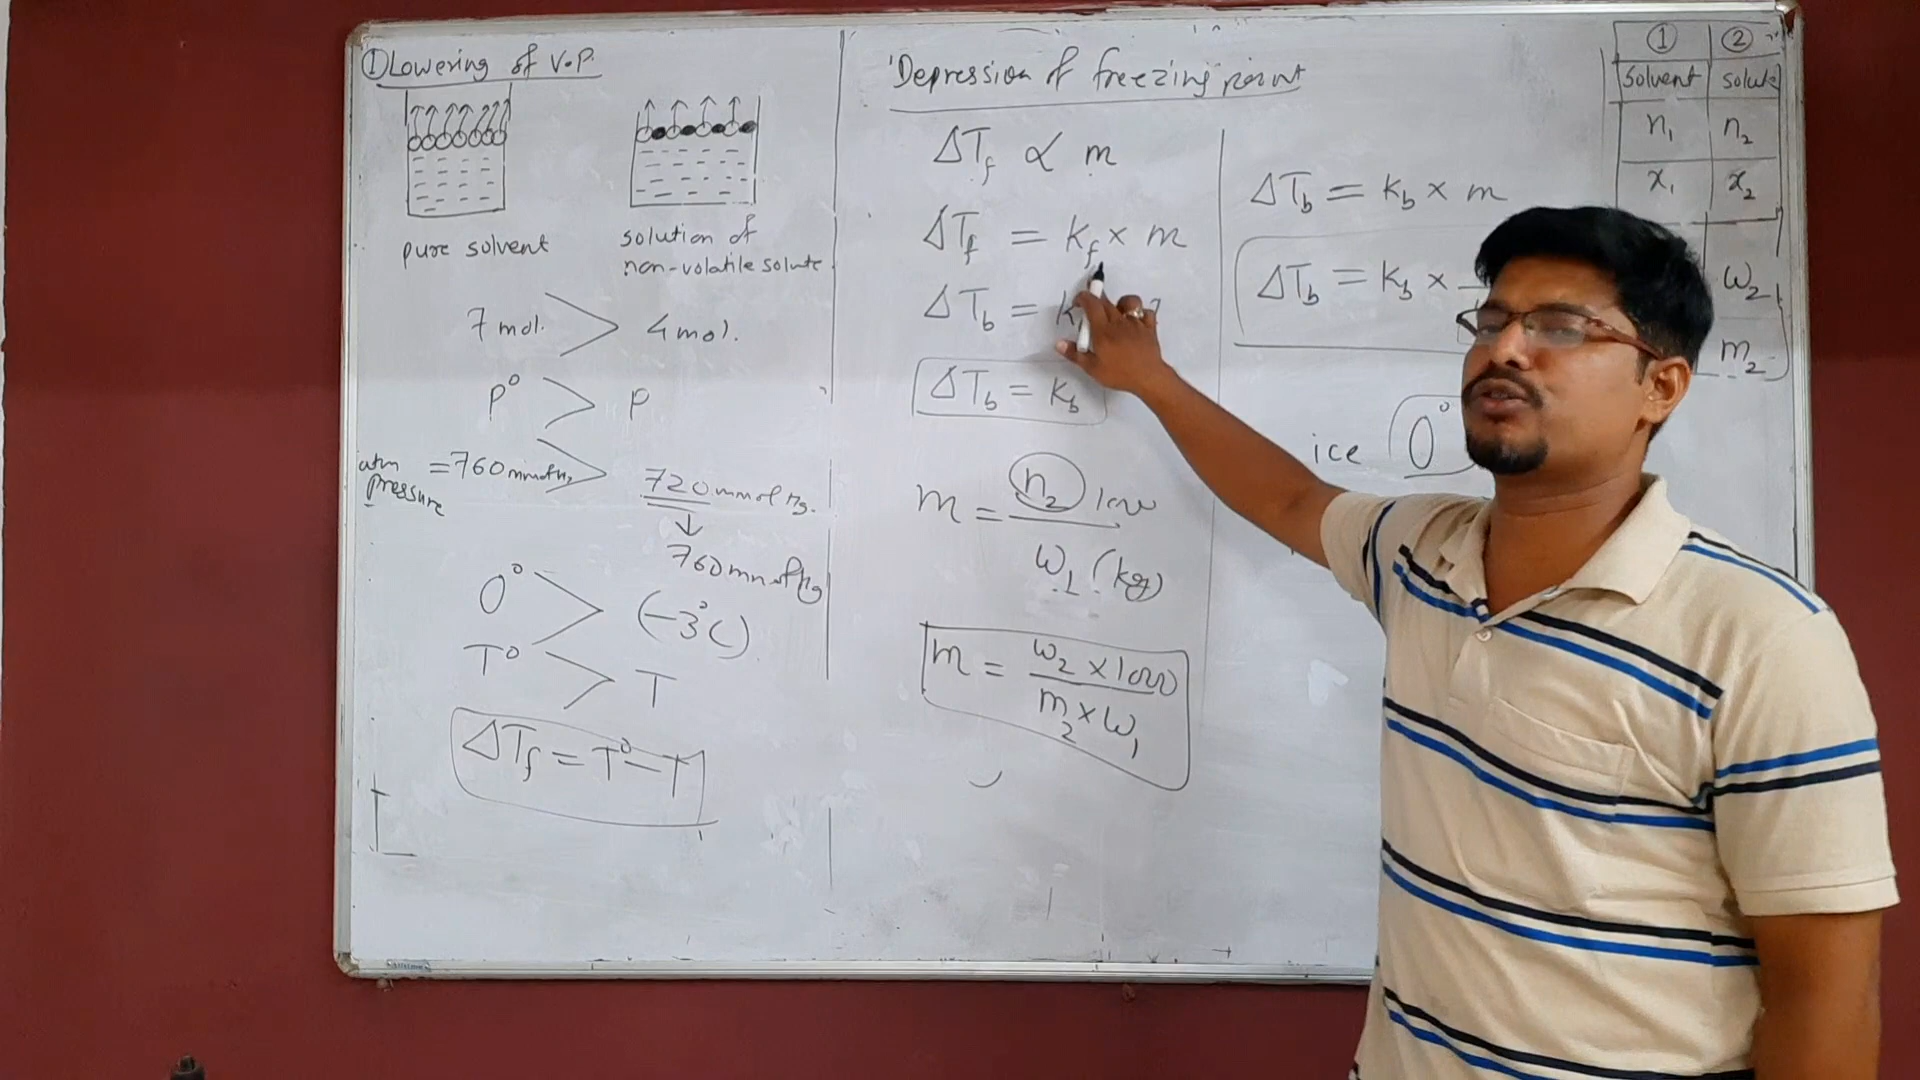 ① Lowering of V.P.
pure solvent
solution of
non-volatile solute
7 mol. > 4 mol.
P° > P
atm pressure = 760 mm of Hg > 720 mm of Hg.
↓
760 mm of Hg
0° > (-3°C)
T° > T
ΔTf = T° - T
Depression of freezing point
ΔTf ∝ m
ΔTf = Kf × m
ΔTb = K
ΔTb = Kb
m = n2
w1 (kg)
m = w2 × 1000
m2 × w1
ΔTb = Kb × m
ΔTb = Kb ×
ice 0°
① ②
Solvent solute
n1 n2
x1 x2
w2
m2